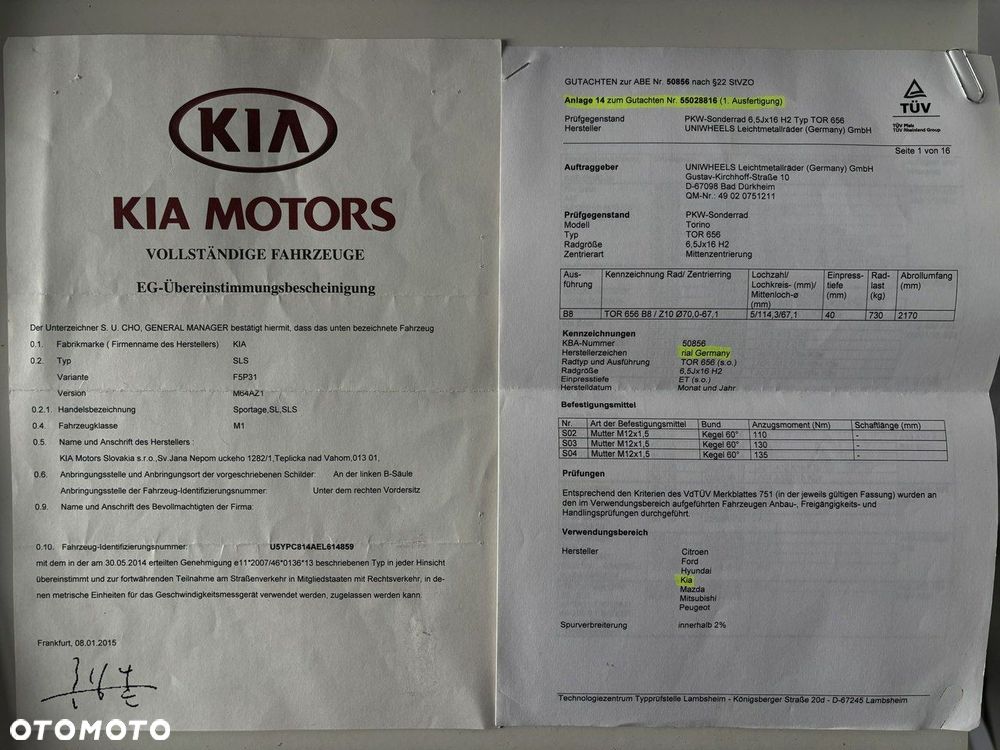 KIA
KIA MOTORS
VOLLSTÄNDIGE FAHRZEUGE
EG-Übereinstimmungsbescheinigung
Der Unterzeichner S. U. CHO, GENERAL MANAGER bestätigt hiermit, dass das unten bezeichnete Fahrzeug
0.1. Fabrikmarke ( Firmenname des Herstellers) KIA
0.2. Typ SLS
Variante F5P31
Version M64AZ1
0.2.1. Handelsbezeichnung Sportage,SL,SLS
0.4. Fahrzeugklasse M1
0.5. Name und Anschrift des Herstellers :
KIA Motors Slovakia s.r.o.,Sv.Jana Nepom uckeho 1282/1,Teplicka nad Vahom,013 01,
0.6. Anbringungsstelle und Anbringungsort der vorgeschriebenen Schilder: An der linken B-Säule
Anbringungsstelle der Fahrzeug-Identifizierungsnummer: Unter dem rechten Vordersitz
0.9. Name und Anschrift des Bevollmachtigten der Firma:
0.10. Fahrzeug-Identifizierungsnummer: U5YPC814AEL614859
mit dem in der am 30.05.2014 erteilten Genehmigung e11*2007/46*0136*13 beschriebenen Typ in jeder Hinsicht
übereinstimmt und zur fortwährenden Teilnahme am Straßenverkehr in Mitgliedstaaten mit Rechtsverkehr, in de-
nen metrische Einheiten für das Geschwindigkeitsmessgerät verwendet werden, zugelassen werden kann.
Frankfurt, 08.01.2015
GUTACHTEN zur ABE Nr. 50856 nach §22 StVZO
Anlage 14 zum Gutachten Nr. 55028816 (1. Ausfertigung)
Prüfgegenstand PKW-Sonderrad 6,5Jx16 H2 Typ TOR 656
Hersteller UNIWHEELS Leichtmetallräder (Germany) GmbH
TÜV
TÜV Pfalz
TÜV Rheinland Group
Seite 1 von 16
Auftraggeber UNIWHEELS Leichtmetallräder (Germany) GmbH
Gustav-Kirchhoff-Straße 10
D-67098 Bad Dürkheim
QM-Nr.: 49 02 0751211
Prüfgegenstand PKW-Sonderrad
Modell Torino
Typ TOR 656
Radgröße 6,5Jx16 H2
Zentrierart Mittenzentrierung
Aus- Kennzeichnung Rad/ Zentrierring Lochzahl/ Einpress- Rad- Abrollumfang
führung Lochkreis- (mm)/ tiefe last (mm)
Mittenloch-ø (mm) (kg)
(mm)
B8 TOR 656 B8 / Z10 Ø70,0-67,1 5/114,3/67,1 40 730 2170
Kennzeichnungen
KBA-Nummer 50856
Herstellerzeichen rial Germany
Radtyp und Ausführung TOR 656 (s.o.)
Radgröße 6,5Jx16 H2
Einpresstiefe ET (s.o.)
Herstelldatum Monat und Jahr
Befestigungsmittel
Nr. Art der Befestigungsmittel Bund Anzugsmoment (Nm) Schaftlänge (mm)
S02 Mutter M12x1,5 Kegel 60° 110 -
S03 Mutter M12x1,5 Kegel 60° 130 -
S04 Mutter M12x1,5 Kegel 60° 135 -
Prüfungen
Entsprechend den Kriterien des VdTÜV Merkblattes 751 (in der jeweils gültigen Fassung) wurden an
den im Verwendungsbereich aufgeführten Fahrzeugen Anbau-, Freigängigkeits- und
Handlingsprüfungen durchgeführt.
Verwendungsbereich
Hersteller Citroen
Ford
Hyundai
Kia
Mazda
Mitsubishi
Peugeot
Spurverbreiterung innerhalb 2%
Technologiezentrum Typprüfstelle Lambsheim - Königsberger Straße 20d - D-67245 Lambsheim
OTOMOTO